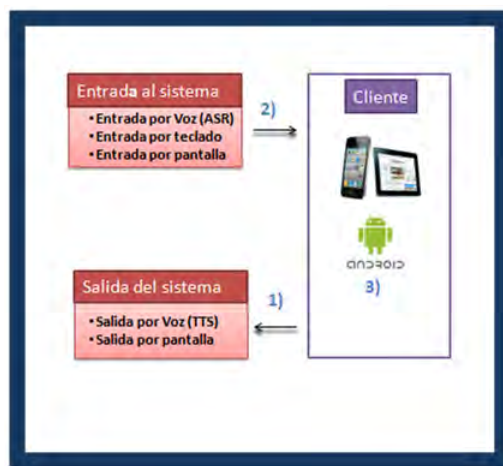 Entrada al sistema
• Entrada por Voz (ASR)
• Entrada por teclado
• Entrada por pantalla
2)
Cliente
ANDROID
3)
Salida del sistema
• Salida por Voz (TTS)
• Salida por pantalla
1)